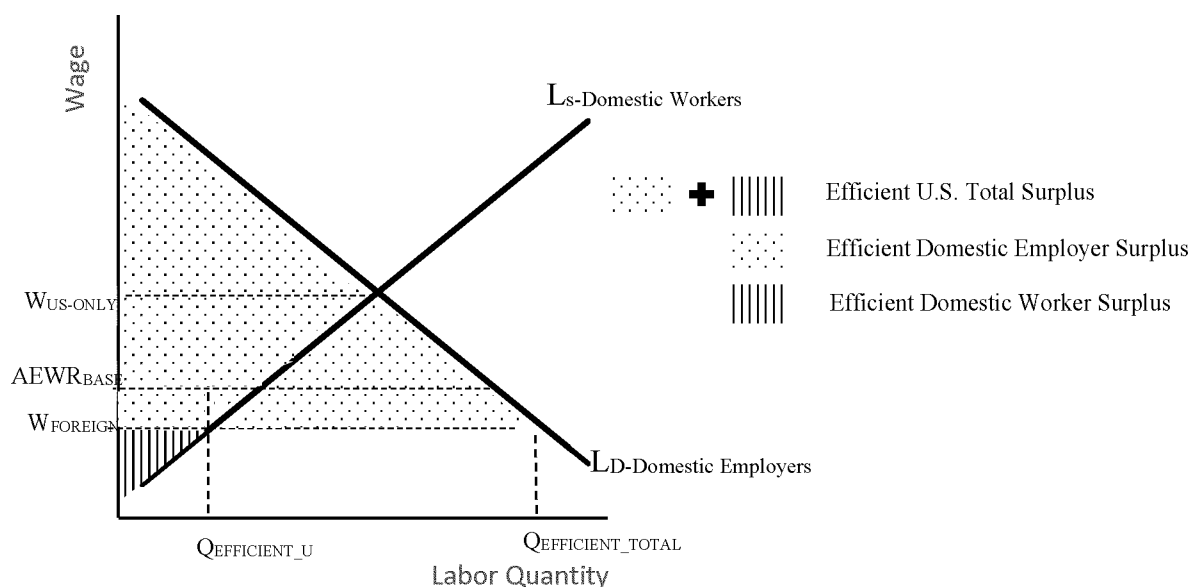 Wage
Ls-Domestic Workers
Efficient U.S. Total Surplus
Efficient Domestic Employer Surplus
Efficient Domestic Worker Surplus
WUS-ONLY
AEWRBASE
WFOREIGN
LD-Domestic Employers
QEFFICIENT_U
QEFFICIENT_TOTAL
Labor Quantity